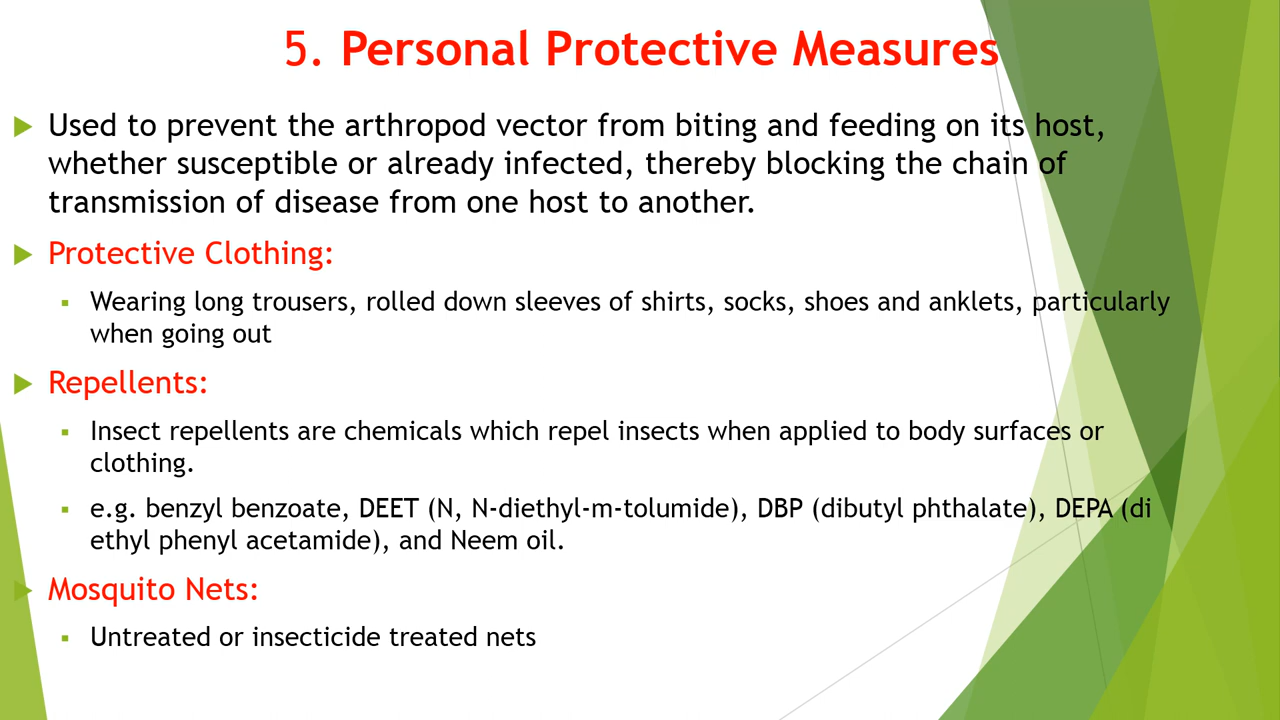 5. Personal Protective Measures
Used to prevent the arthropod vector from biting and feeding on its host,
whether susceptible or already infected, thereby blocking the chain of
transmission of disease from one host to another.
Protective Clothing:
Wearing long trousers, rolled down sleeves of shirts, socks, shoes and anklets, particularly
when going out
Repellents:
Insect repellents are chemicals which repel insects when applied to body surfaces or
clothing.
e.g. benzyl benzoate, DEET (N, N-diethyl-m-tolumide), DBP (dibutyl phthalate), DEPA (di
ethyl phenyl acetamide), and Neem oil.
Mosquito Nets:
Untreated or insecticide treated nets